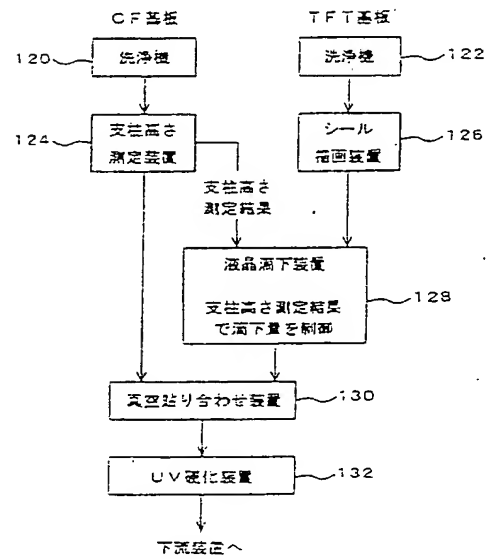 CF基板
TFT基板
120
洗浄機
洗浄機
122
124
支柱高さ
測定装置
シール
描画装置
126
支柱高さ
測定結果
液晶滴下装置
支柱高さ測定結果
で滴下量を制御
128
真空貼り合わせ装置
130
UV硬化装置
132
下流装置へ